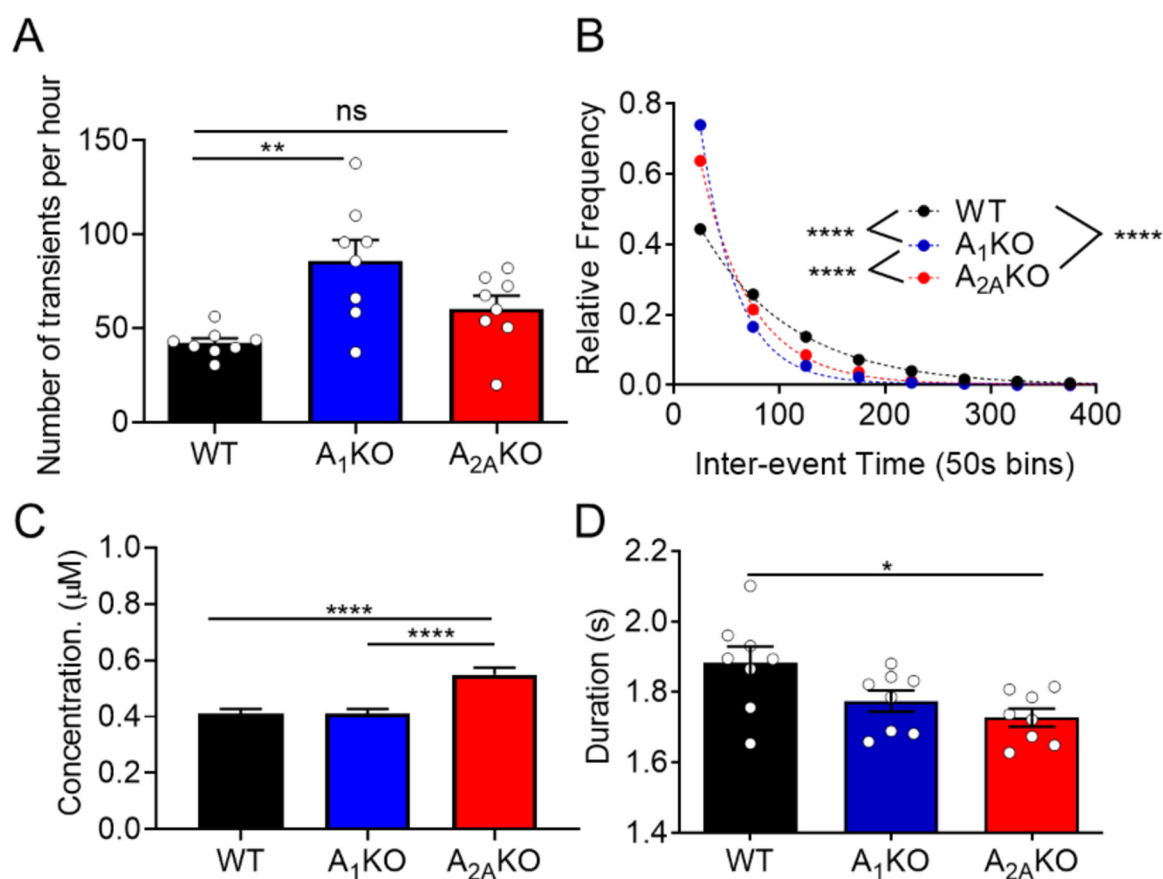 A
Number of transients per hour
150
100
50
0
ns
**
WT
A₁KO
A₂ₐKO
B
Relative Frequency
0.8
0.6
0.4
0.2
0.0
WT
A₁KO
A₂ₐKO
****
****
****
0
100
200
300
400
Inter-event Time (50s bins)
C
Concentration. (µM)
1.0
0.8
0.6
0.4
0.2
0.0
****
****
WT
A₁KO
A₂ₐKO
D
Duration (s)
2.2
2.0
1.8
1.6
1.4
*
WT
A₁KO
A₂ₐKO